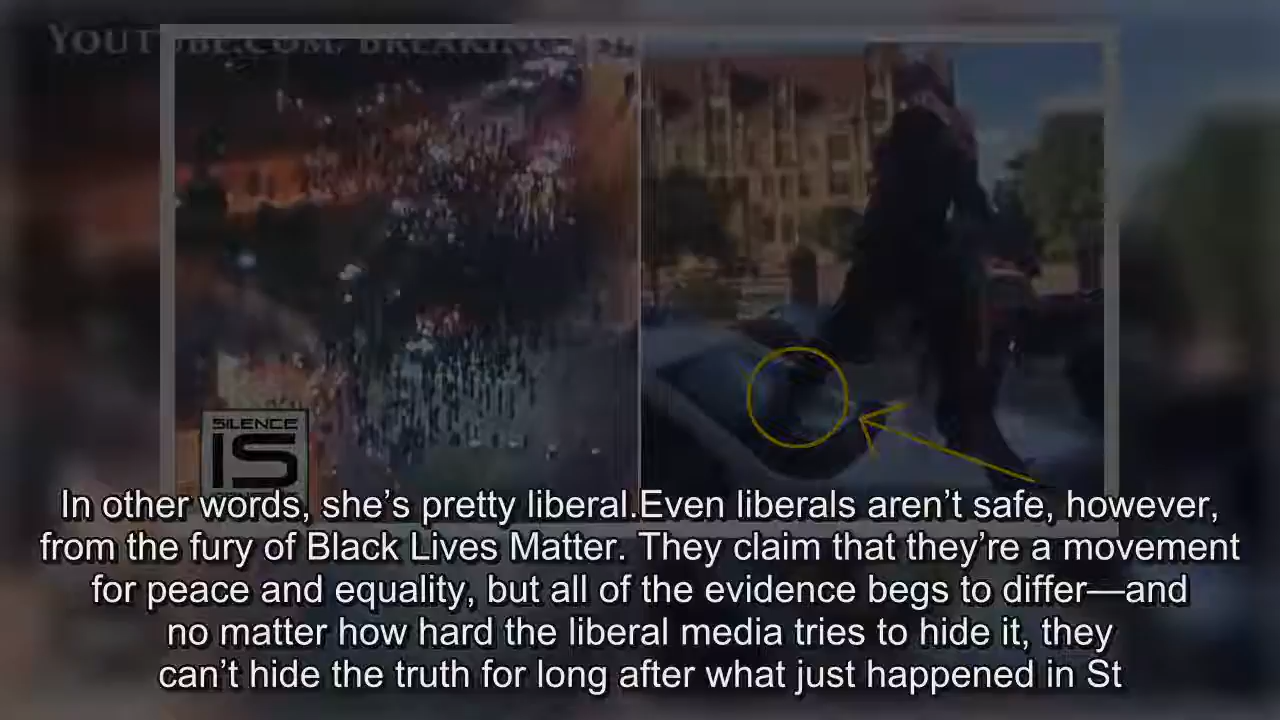 YOUTUBE.COM/ BREAKING
SILENCE
IS
In other words, she’s pretty liberal.Even liberals aren’t safe, however,
from the fury of Black Lives Matter. They claim that they’re a movement
for peace and equality, but all of the evidence begs to differ—and
no matter how hard the liberal media tries to hide it, they
can’t hide the truth for long after what just happened in St